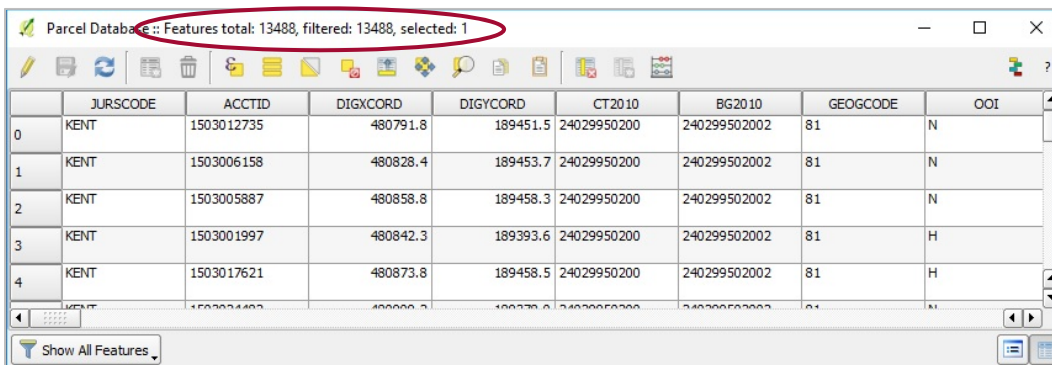 Parcel Database :: Features total: 13488, filtered: 13488, selected: 1
JURSCODE ACCTID DIGXCORD DIGYCORD CT2010 BG2010 GEOGCODE OOI
0 KENT 1503012735 480791.8 189451.5 24029950200 240299502002 81 N
1 KENT 1503006158 480828.4 189453.7 24029950200 240299502002 81 N
2 KENT 1503005887 480858.8 189458.3 24029950200 240299502002 81 N
3 KENT 1503001997 480842.3 189393.6 24029950200 240299502002 81 H
4 KENT 1503017621 480873.8 189458.5 24029950200 240299502002 81 H
Show All Features